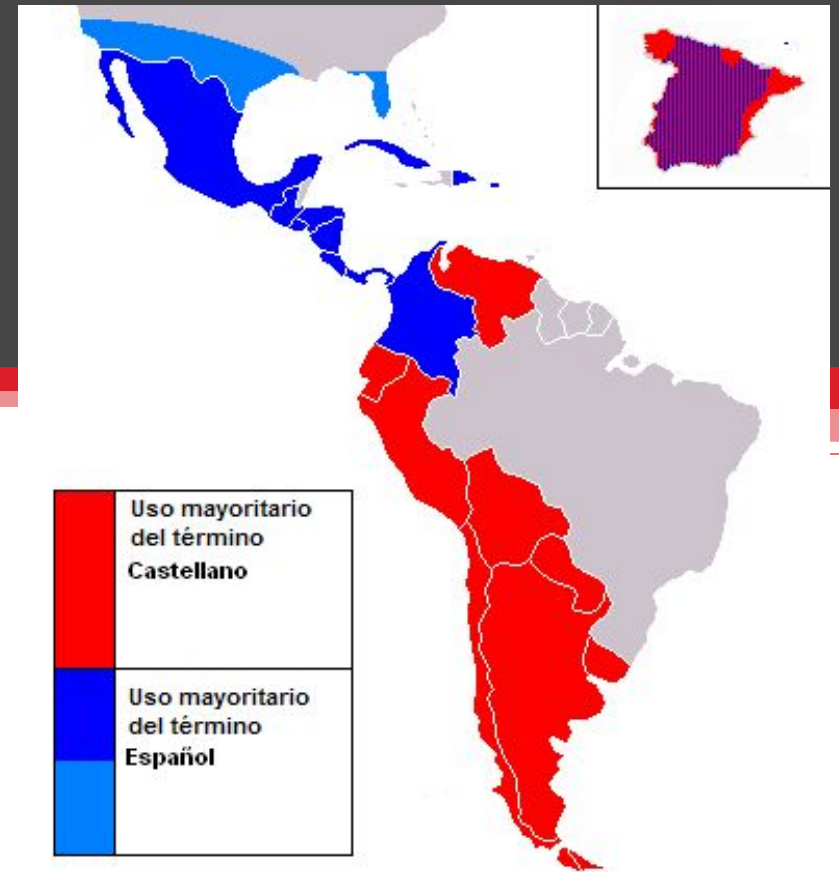 Uso mayoritario
del término
Castellano
Uso mayoritario
del término
Español